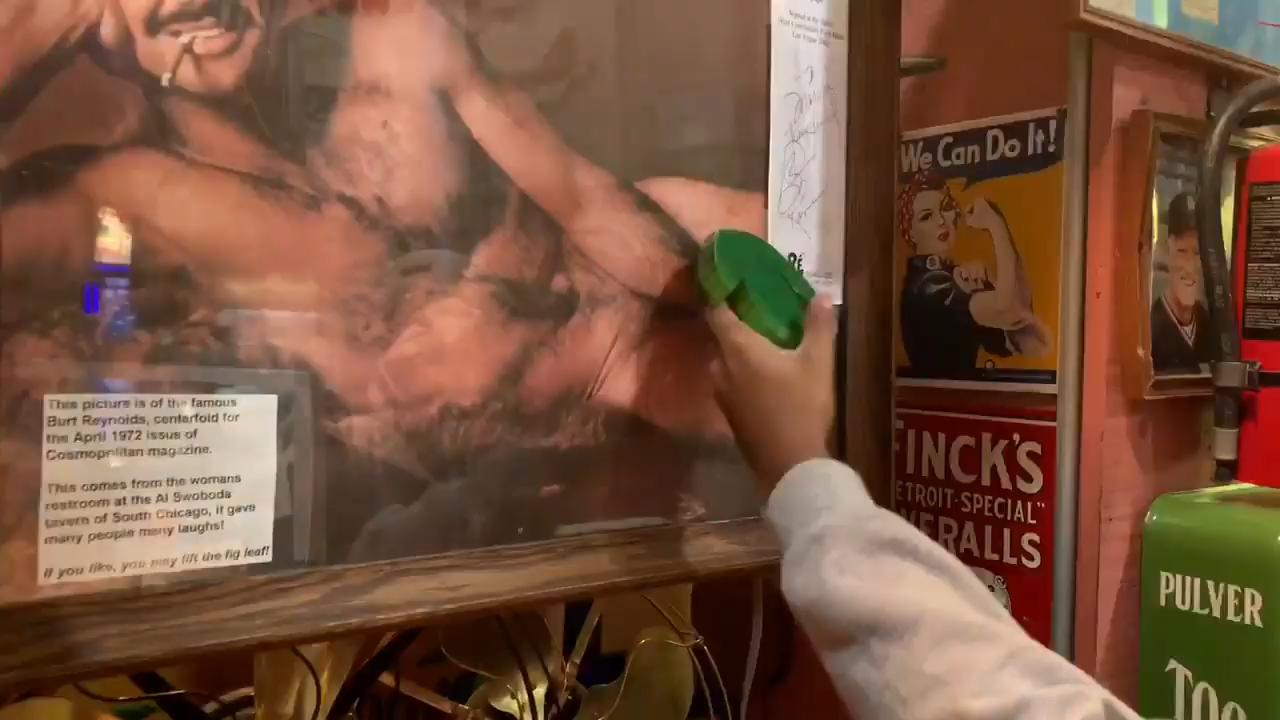 This picture is of the famous
Burt Reynolds, centerfold for
the April 1972 issue of
Cosmopolitan magazine.
This comes from the womans
restroom at the Al Swoboda
tavern of South Chicago, it gave
many people many laughs!
If you like, you may lift the fig leaf!
We Can Do It!
FINCK'S
ETROIT-SPECIAL"
VERALLS
PULVER
TOO